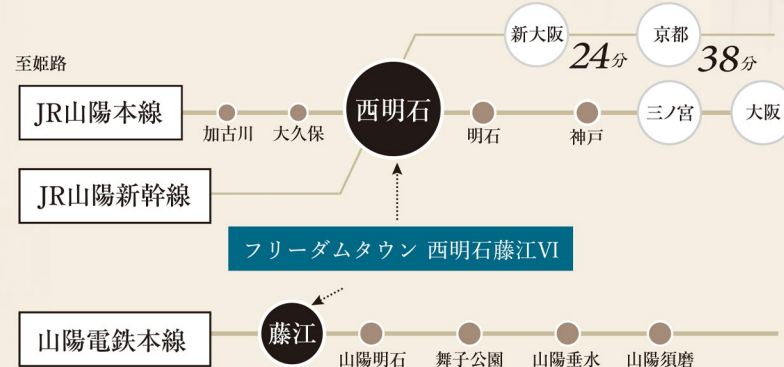 新大阪 24分 京都 38分
至姫路
JR山陽本線 加古川 大久保 西明石 明石 神戸 三ノ宮 大阪
JR山陽新幹線
フリーダムタウン 西明石藤江VI
山陽電鉄本線 藤江 山陽明石 舞子公園 山陽垂水 山陽須磨